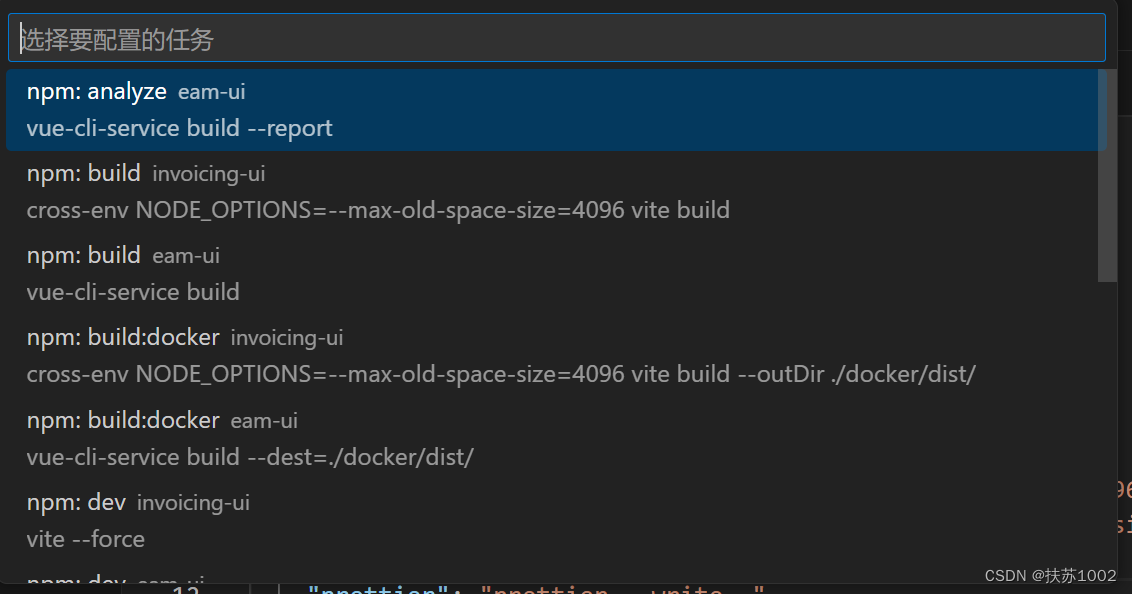 选择要配置的任务
npm: analyze eam-ui
vue-cli-service build --report
npm: build invoicing-ui
cross-env NODE_OPTIONS=--max-old-space-size=4096 vite build
npm: build eam-ui
vue-cli-service build
npm: build:docker invoicing-ui
cross-env NODE_OPTIONS=--max-old-space-size=4096 vite build --outDir ./docker/dist/
npm: build:docker eam-ui
vue-cli-service build --dest=./docker/dist/
npm: dev invoicing-ui
vite --force
npm: dev eam-ui
CSDN @扶苏1002